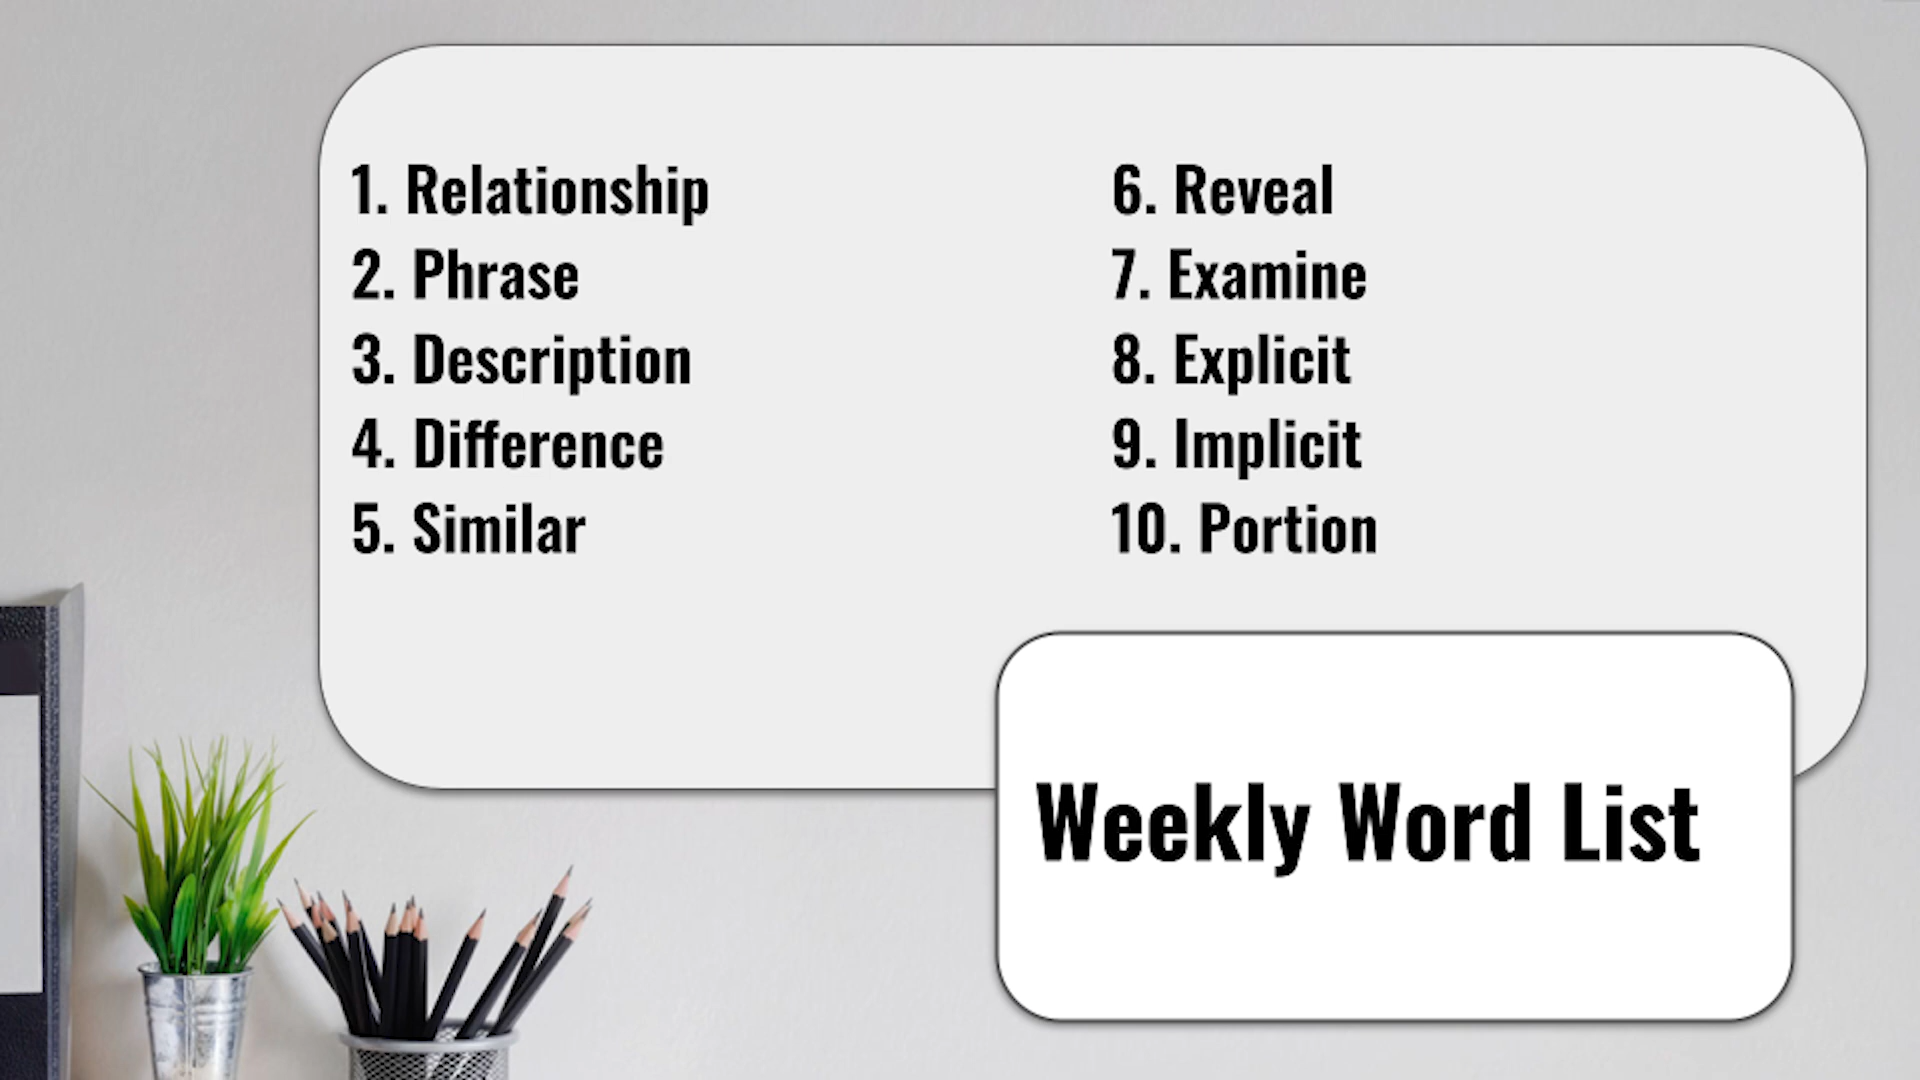 1. Relationship
2. Phrase
3. Description
4. Difference
5. Similar
6. Reveal
7. Examine
8. Explicit
9. Implicit
10. Portion
Weekly Word List